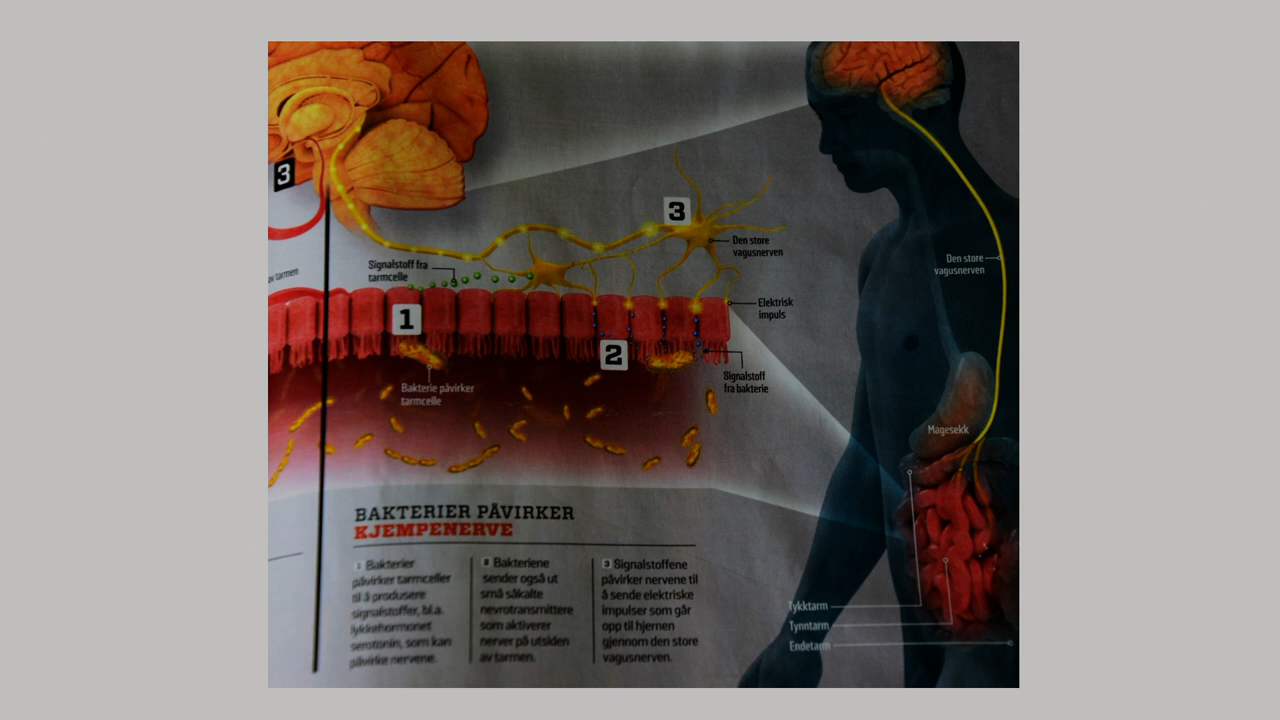 3
av tarmen
3
Den store
vagusnerven
Signalstoff fra
tarmcelle
Elektrisk
impuls
1
2
Bakterie påvirker
tarmcelle
Signalstoff
fra bakterie
Den store
vagusnerven
Magesekk
Tykktarm
Tynntarm
Endetarm
BAKTERIER PÅVIRKER
KJEMPENERVE
1 Bakterier
påvirker tarmceller
til å produsere
signalstoffer, bl.a.
lykkehormonet
serotonin, som kan
påvirke nervene.
2 Bakteriene
sender også ut
små såkalte
nevrotransmittere
som aktiverer
nerver på utsiden
av tarmen.
3 Signalstoffene
påvirker nervene til
å sende elektriske
impulser som går
opp til hjernen
gjennom den store
vagusnerven.